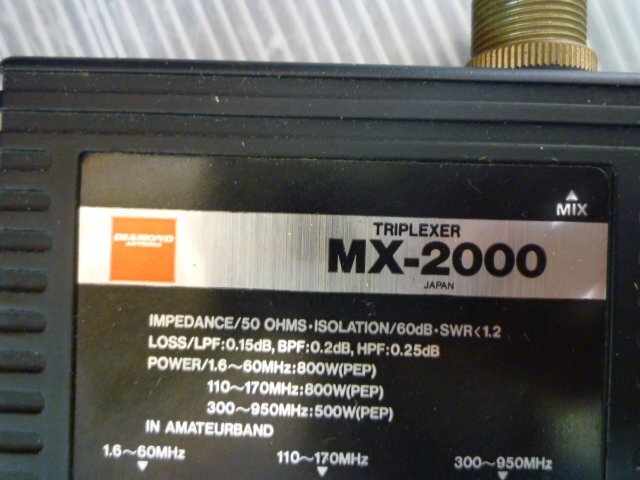 MIX
TRIPLEXER
DIAMOND
ANTENNA
MX-2000
JAPAN
IMPEDANCE/50 OHMS·ISOLATION/60dB·SWR<1.2
LOSS/LPF:0.15dB, BPF:0.2dB, HPF:0.25dB
POWER/1.6~60MHz:800W(PEP)
110~170MHz:800W(PEP)
300~950MHz:500W(PEP)
IN AMATEURBAND
1.6~60MHz 110~170MHz 300~950MHz